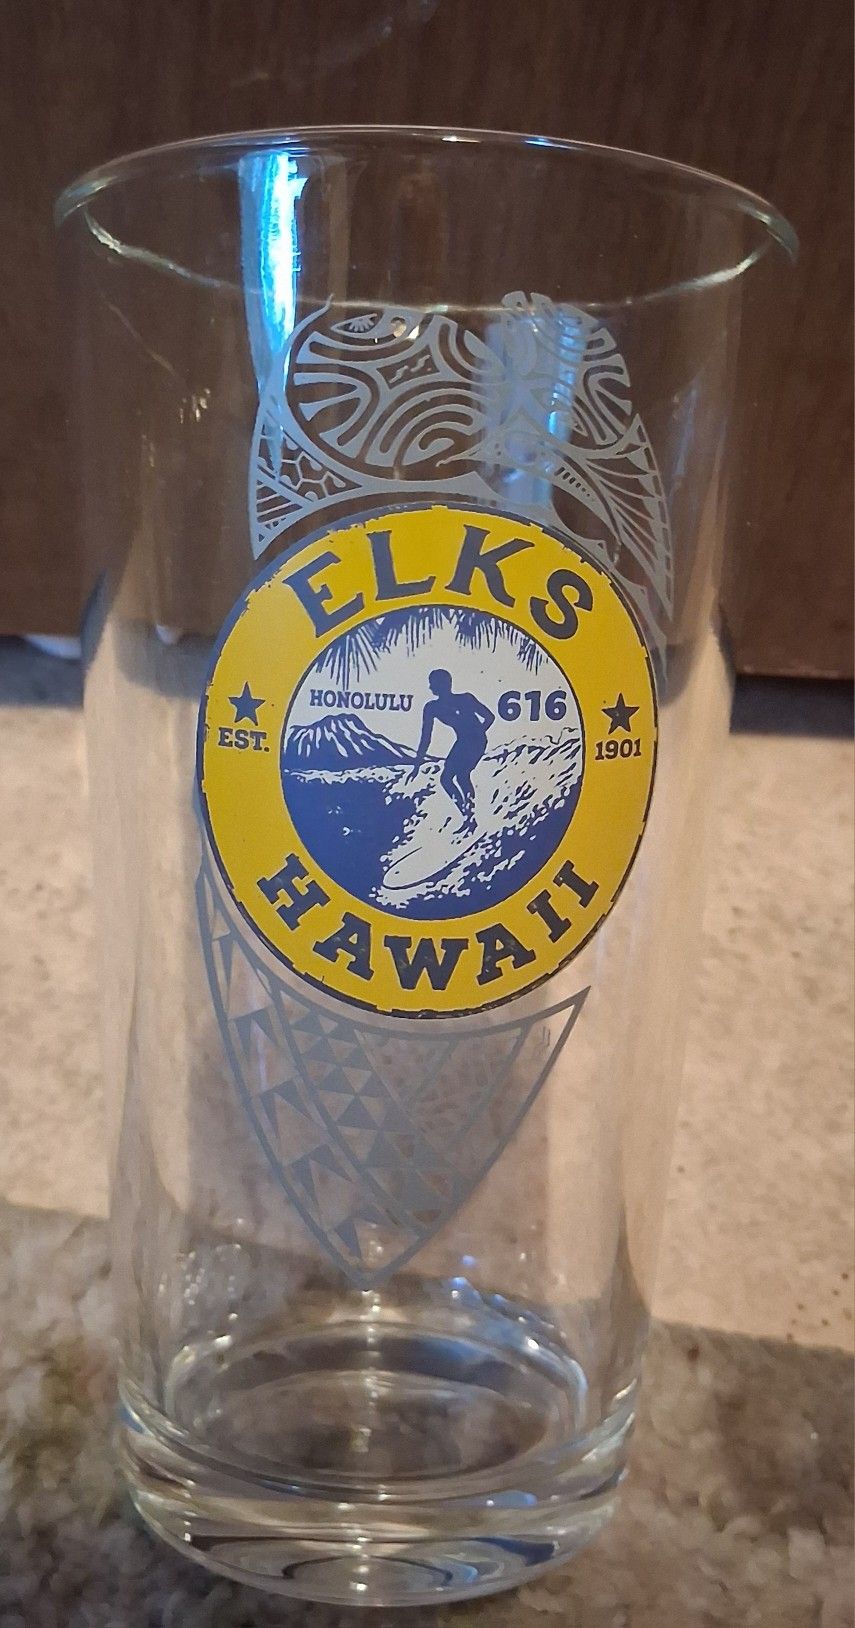 ELKS
HONOLULU 616
EST. 1901
HAWAII